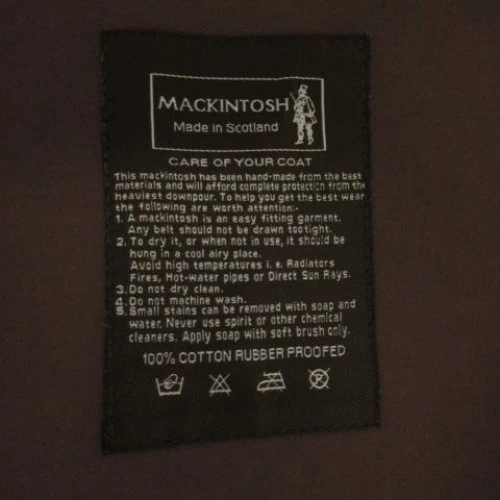 MACKINTOSH
Made in Scotland
CARE OF YOUR COAT
This mackintosh has been hand-made from the best
materials and will afford complete protection from the
heaviest downpour. To help you get the best wear
the following are worth attention:-
1. A mackintosh is an easy fitting garment.
Any belt should not be drawn too tight.
2. To dry it, or when not in use, it should be
hung in a cool airy place.
Avoid high temperatures i. e. Radiators
Fires, Hot-water pipes or Direct Sun Rays.
3. Do not dry clean.
4. Do not machine wash.
5. Small stains can be removed with soap and
water. Never use spirit or other chemical
cleaners. Apply soap with soft brush only.
100% COTTON RUBBER PROOFED